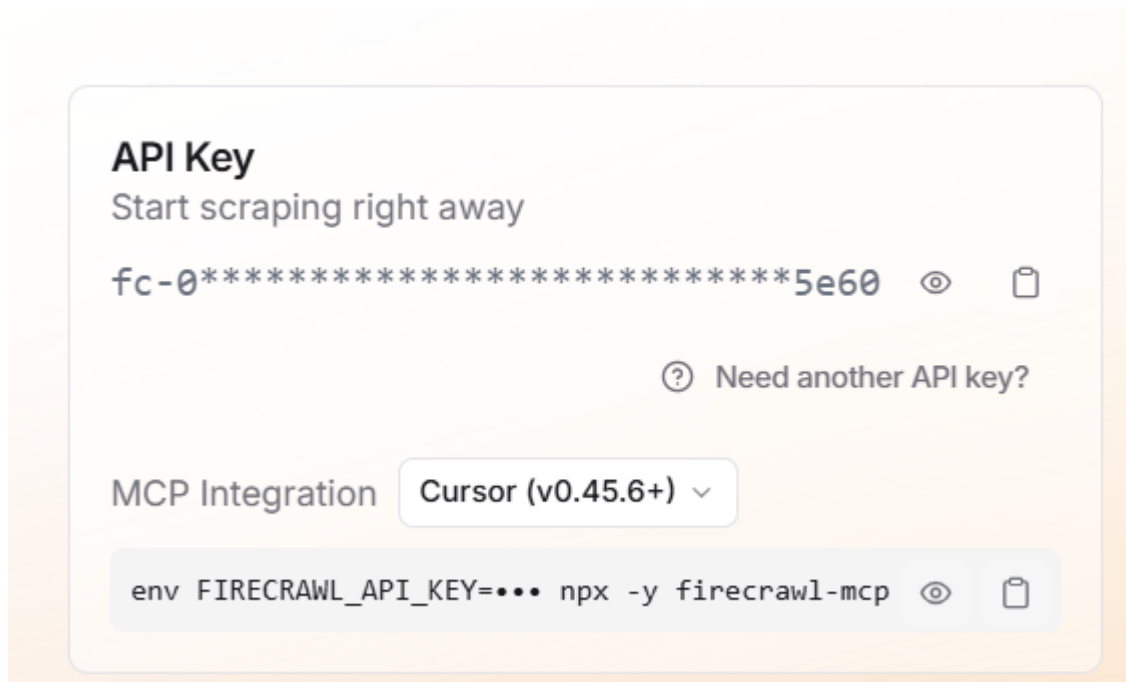 API Key
Start scraping right away
fc-0***************************5e60
Need another API key?
MCP Integration Cursor (v0.45.6+)
env FIRECRAWL_API_KEY=••• npx -y firecrawl-mcp